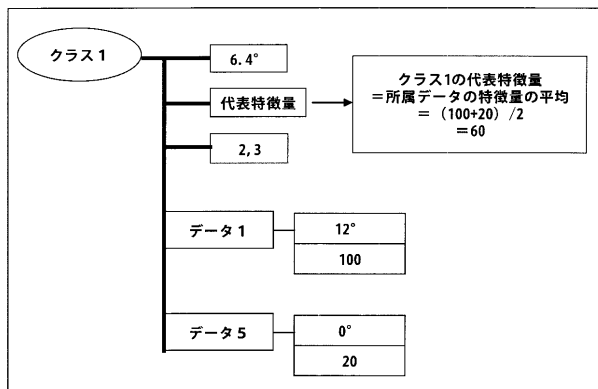 クラス1
6.4°
代表特徴量
2,3
クラス1の代表特徴量
=所属データの特徴量の平均
= (100+20) /2
=60
データ1
12°
100
データ5
0°
20